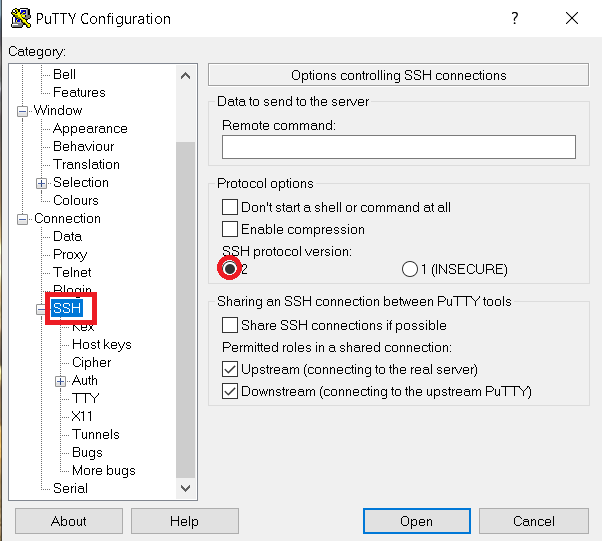 PuTTY Configuration
Category:
Bell
Features
Window
Appearance
Behaviour
Translation
Selection
Colours
Connection
Data
Proxy
Telnet
Rlogin
SSH
Kex
Host keys
Cipher
Auth
TTY
X11
Tunnels
Bugs
More bugs
Serial
Options controlling SSH connections
Data to send to the server
Remote command:
Protocol options
Don't start a shell or command at all
Enable compression
SSH protocol version:
2 1 (INSECURE)
Sharing an SSH connection between PuTTY tools
Share SSH connections if possible
Permitted roles in a shared connection:
Upstream (connecting to the real server)
Downstream (connecting to the upstream PuTTY)
About Help Open Cancel